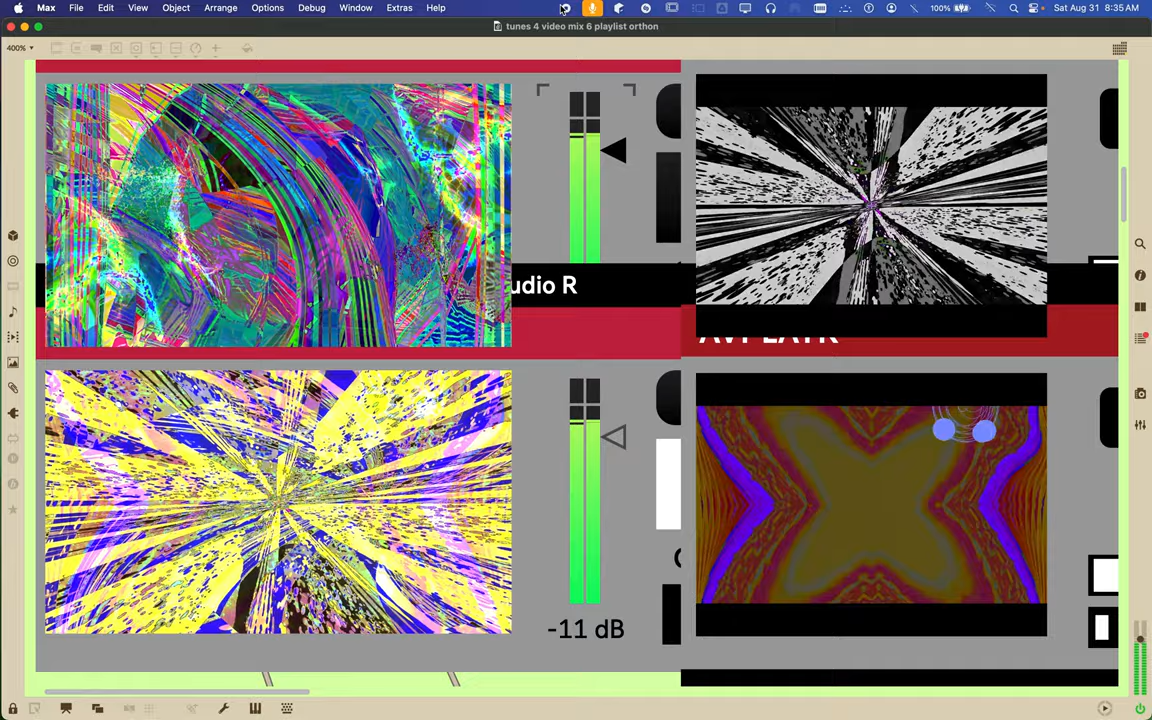 Max File Edit View Object Arrange Options Debug Window Extras Help 100% Sat Aug 31 8:35 AM
tunes 4 video mix 6 playlist orthon
400%
udio R
-11 dB